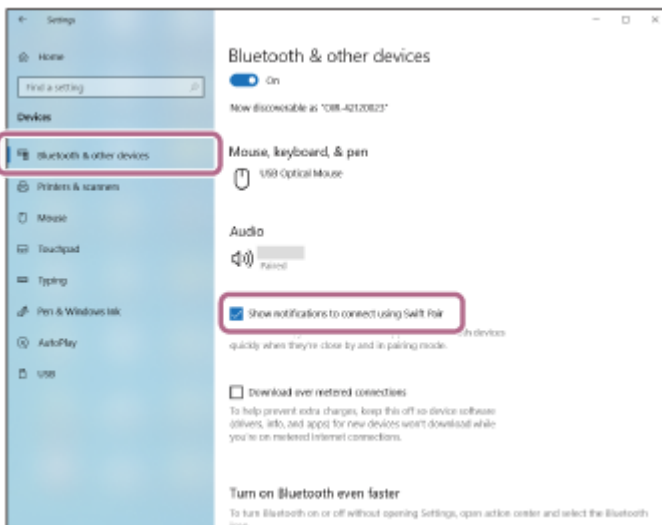 Settings
Home
Find a setting
Devices
Bluetooth & other devices
Printers & scanners
Mouse
Touchpad
Typing
Pen & Windows Ink
AutoPlay
USB
Bluetooth & other devices
On
Now discoverable as
Mouse, keyboard, & pen
USB Optical Mouse
Audio
Paired
Show notifications to connect using Swift Pair
devices
quickly when they're close by and in pairing mode.
Download over metered connections
To help prevent extra charges, keep this off so device software
(drivers, info, and apps) for new devices won't download while
you're on metered Internet connections.
Turn on Bluetooth even faster
To turn Bluetooth on or off without opening Settings, open action center and select the Bluetooth